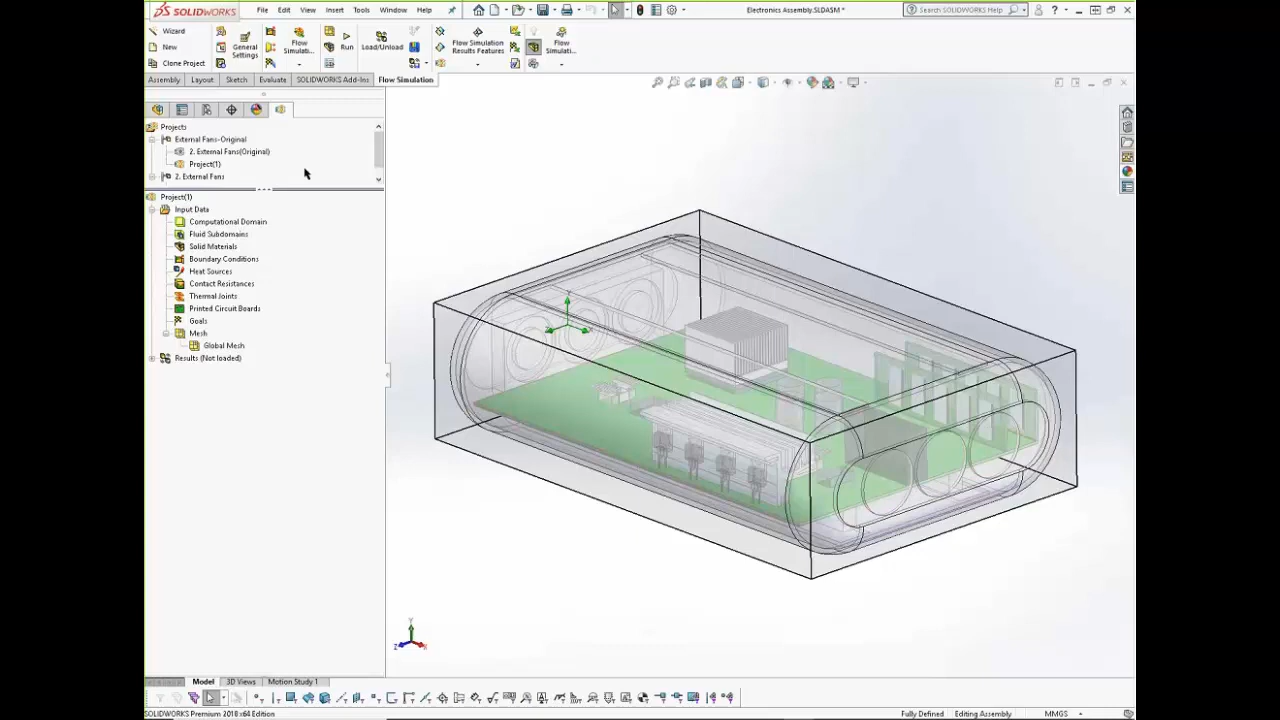 SOLIDWORKS File Edit View Insert Tools Window Help Electronics Assembly.SLDASM * Search SOLIDWORKS Help
Wizard
New
Clone Project
General Settings
Flow Simulati...
Run
Load/Unload
Flow Simulation Results Features
Flow Simulati...
Assembly Layout Sketch Evaluate SOLIDWORKS Add-Ins Flow Simulation
Projects
External Fans-Original
2. External Fans(Original)
Project(1)
2. External Fans
Project(1)
Input Data
Computational Domain
Fluid Subdomains
Solid Materials
Boundary Conditions
Heat Sources
Contact Resistances
Thermal Joints
Printed Circuit Boards
Goals
Mesh
Global Mesh
Results (Not loaded)
Y
Z X
Model 3D Views Motion Study 1
SOLIDWORKS Premium 2018 x64 Edition Fully Defined Editing Assembly MMGS